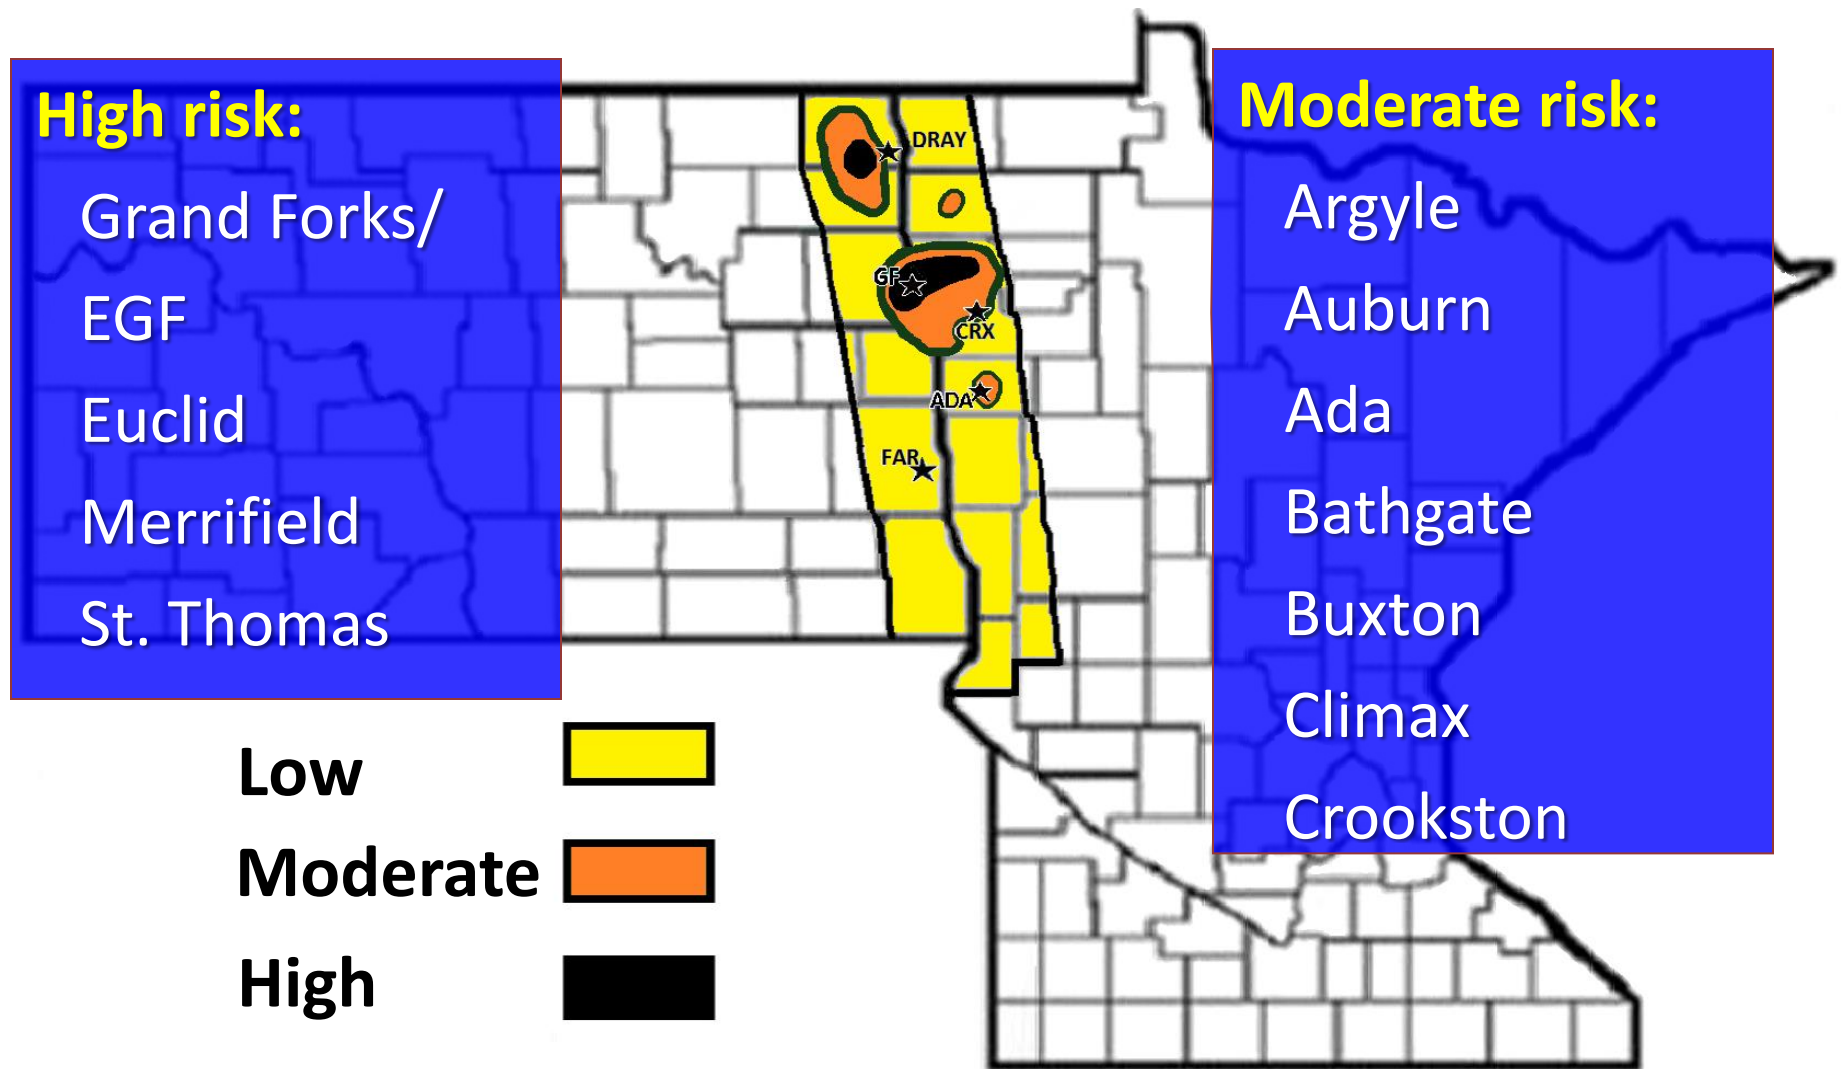 High risk:
Grand Forks/
EGF
Euclid
Merrifield
St. Thomas
Moderate risk:
Argyle
Auburn
Ada
Bathgate
Buxton
Climax
Crookston
DRAY
GF
CRX
ADA
FAR
Low
Moderate
High